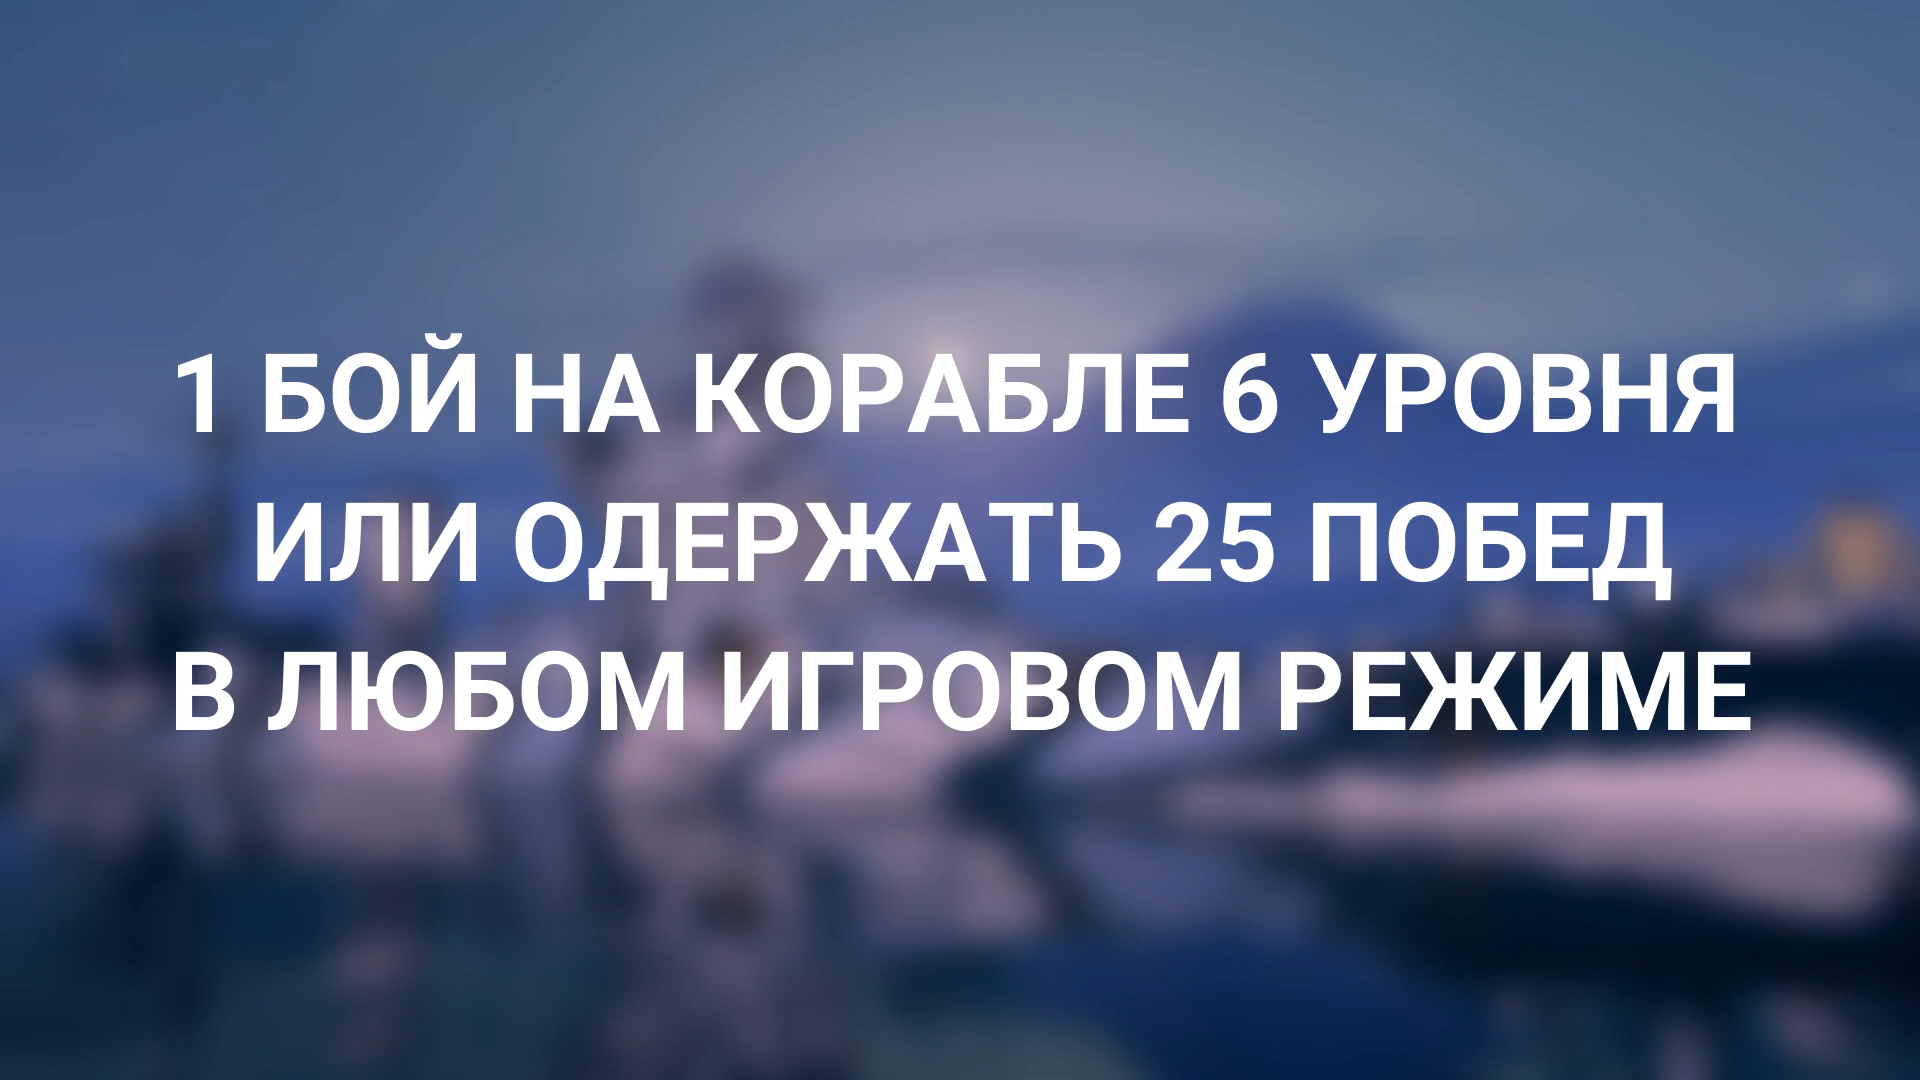 1 БОЙ НА КОРАБЛЕ 6 УРОВНЯ
ИЛИ ОДЕРЖАТЬ 25 ПОБЕД
В ЛЮБОМ ИГРОВОМ РЕЖИМЕ